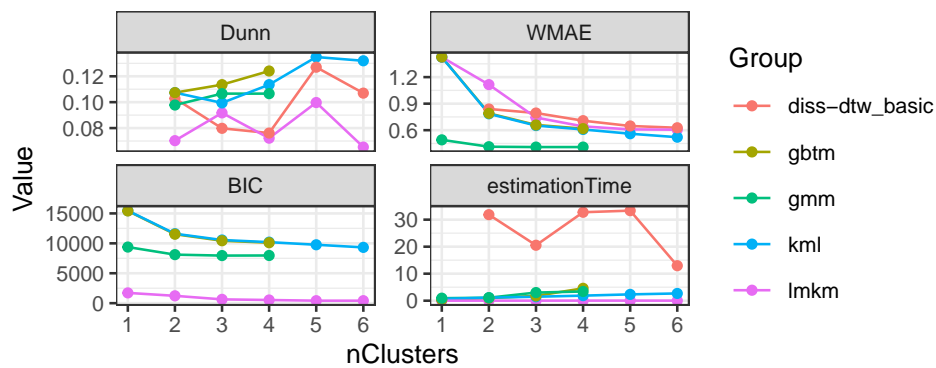 Dunn
WMAE
0.12
0.10
0.08
1.2
0.9
0.6
BIC
estimationTime
15000
10000
5000
0
30
20
10
0
1 2 3 4 5 6
1 2 3 4 5 6
nClusters
Value
Group
diss-dtw_basic
gbtm
gmm
kml
lmkm